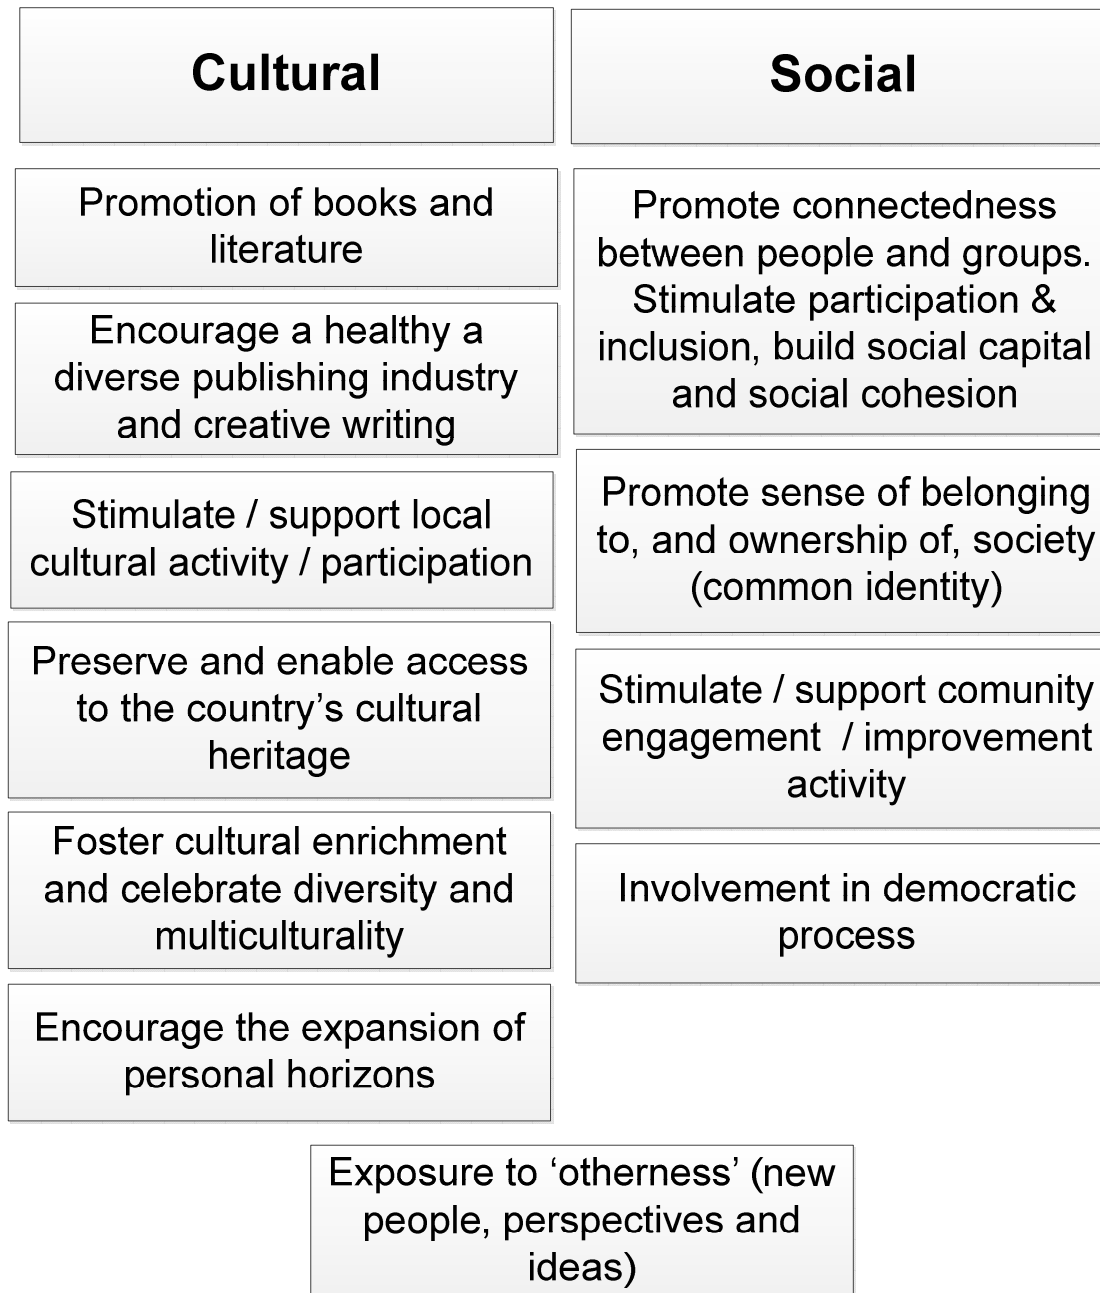 Cultural
Promotion of books and
literature
Encourage a healthy a
diverse publishing industry
and creative writing
Stimulate / support local
cultural activity / participation
Preserve and enable access
to the country’s cultural
heritage
Foster cultural enrichment
and celebrate diversity and
multiculturality
Encourage the expansion of
personal horizons
Social
Promote connectedness
between people and groups.
Stimulate participation &
inclusion, build social capital
and social cohesion
Promote sense of belonging
to, and ownership of, society
(common identity)
Stimulate / support comunity
engagement  / improvement
activity
Involvement in democratic
process
Exposure to ‘otherness’ (new
people, perspectives and
ideas)